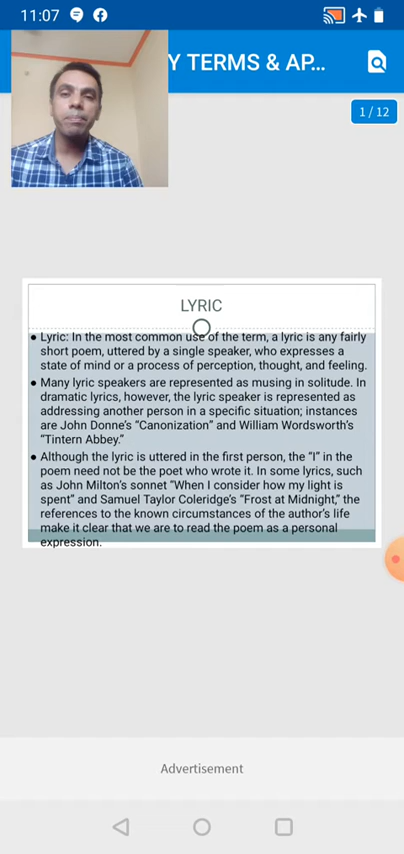 11:07
Y TERMS & AP...
1 / 12
LYRIC
● Lyric: In the most common use of the term, a lyric is any fairly
short poem, uttered by a single speaker, who expresses a
state of mind or a process of perception, thought, and feeling.
● Many lyric speakers are represented as musing in solitude. In
dramatic lyrics, however, the lyric speaker is represented as
addressing another person in a specific situation; instances
are John Donne's “Canonization” and William Wordsworth's
“Tintern Abbey.”
● Although the lyric is uttered in the first person, the “I” in the
poem need not be the poet who wrote it. In some lyrics, such
as John Milton's sonnet “When I consider how my light is
spent” and Samuel Taylor Coleridge's “Frost at Midnight,” the
references to the known circumstances of the author's life
make it clear that we are to read the poem as a personal
expression.
Advertisement